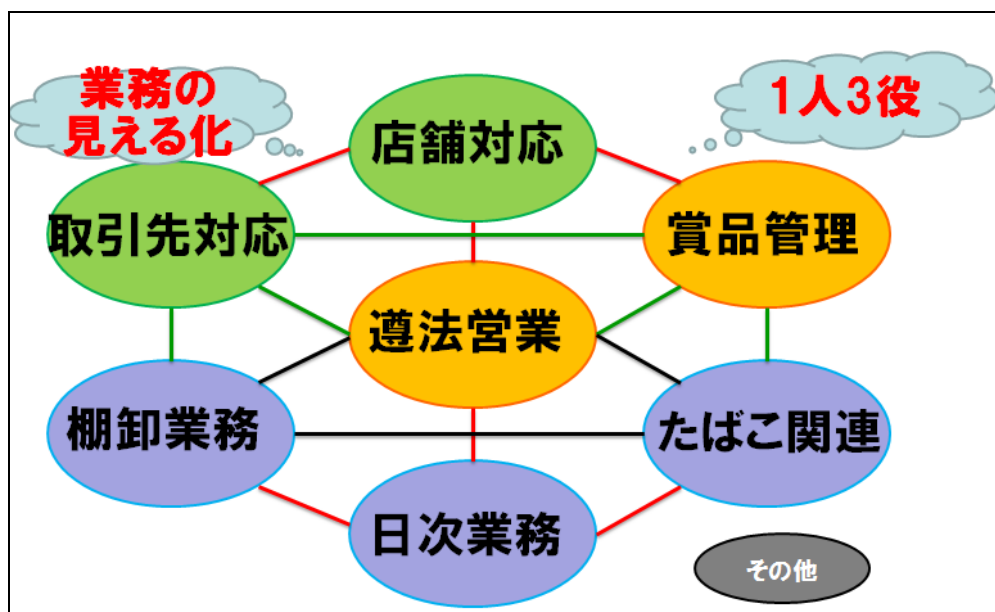 業務の
見える化
1人3役
店舗対応
取引先対応
賞品管理
遵法営業
棚卸業務
たばこ関連
日次業務
その他